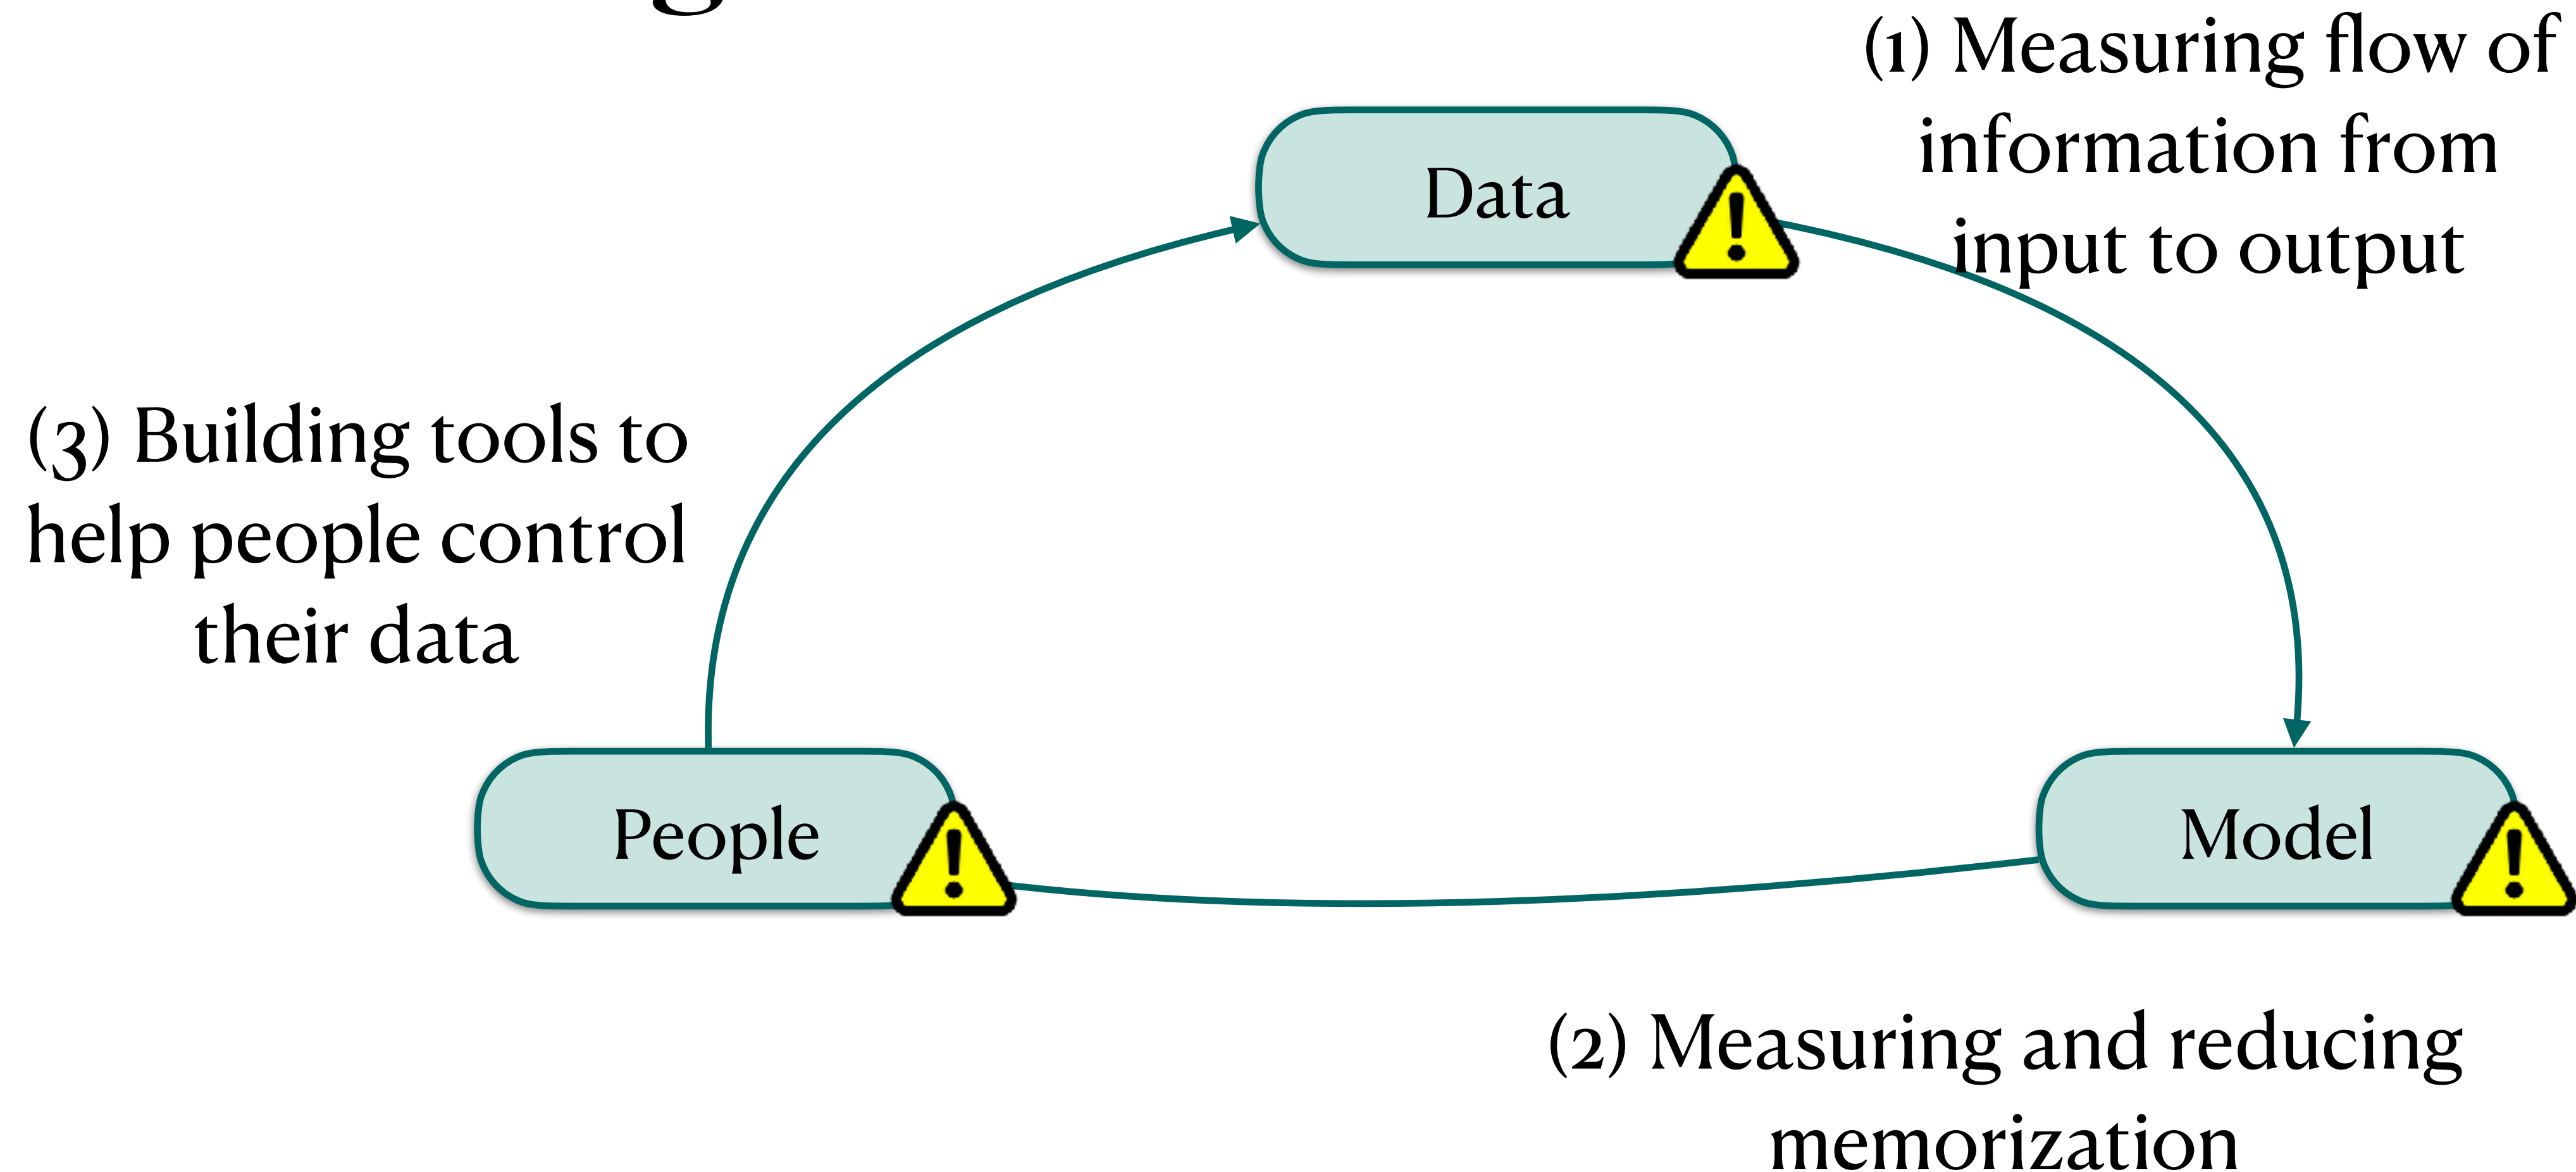 (1) Measuring flow of
information from
input to output
Data
(3) Building tools to
help people control
their data
People
Model
(2) Measuring and reducing
memorization